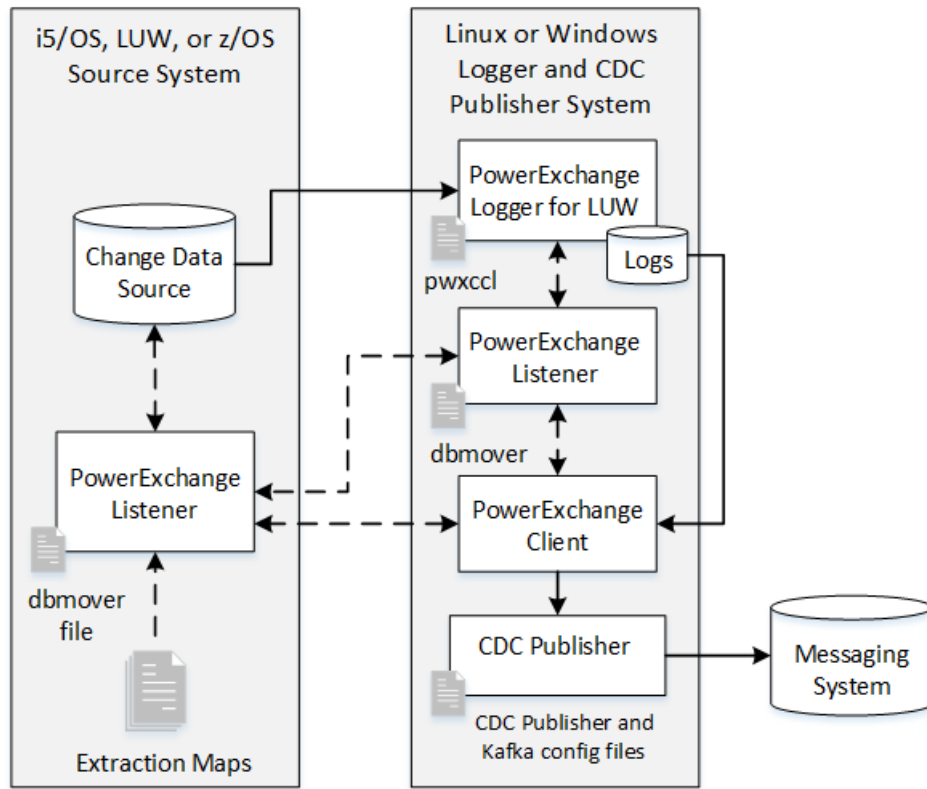 i5/OS, LUW, or z/OS
Source System
Change Data
Source
PowerExchange
Listener
dbmover
file
Extraction Maps
Linux or Windows
Logger and CDC
Publisher System
PowerExchange
Logger for LUW
Logs
pwxccl
PowerExchange
Listener
dbmover
PowerExchange
Client
CDC Publisher
CDC Publisher and
Kafka config files
Messaging
System